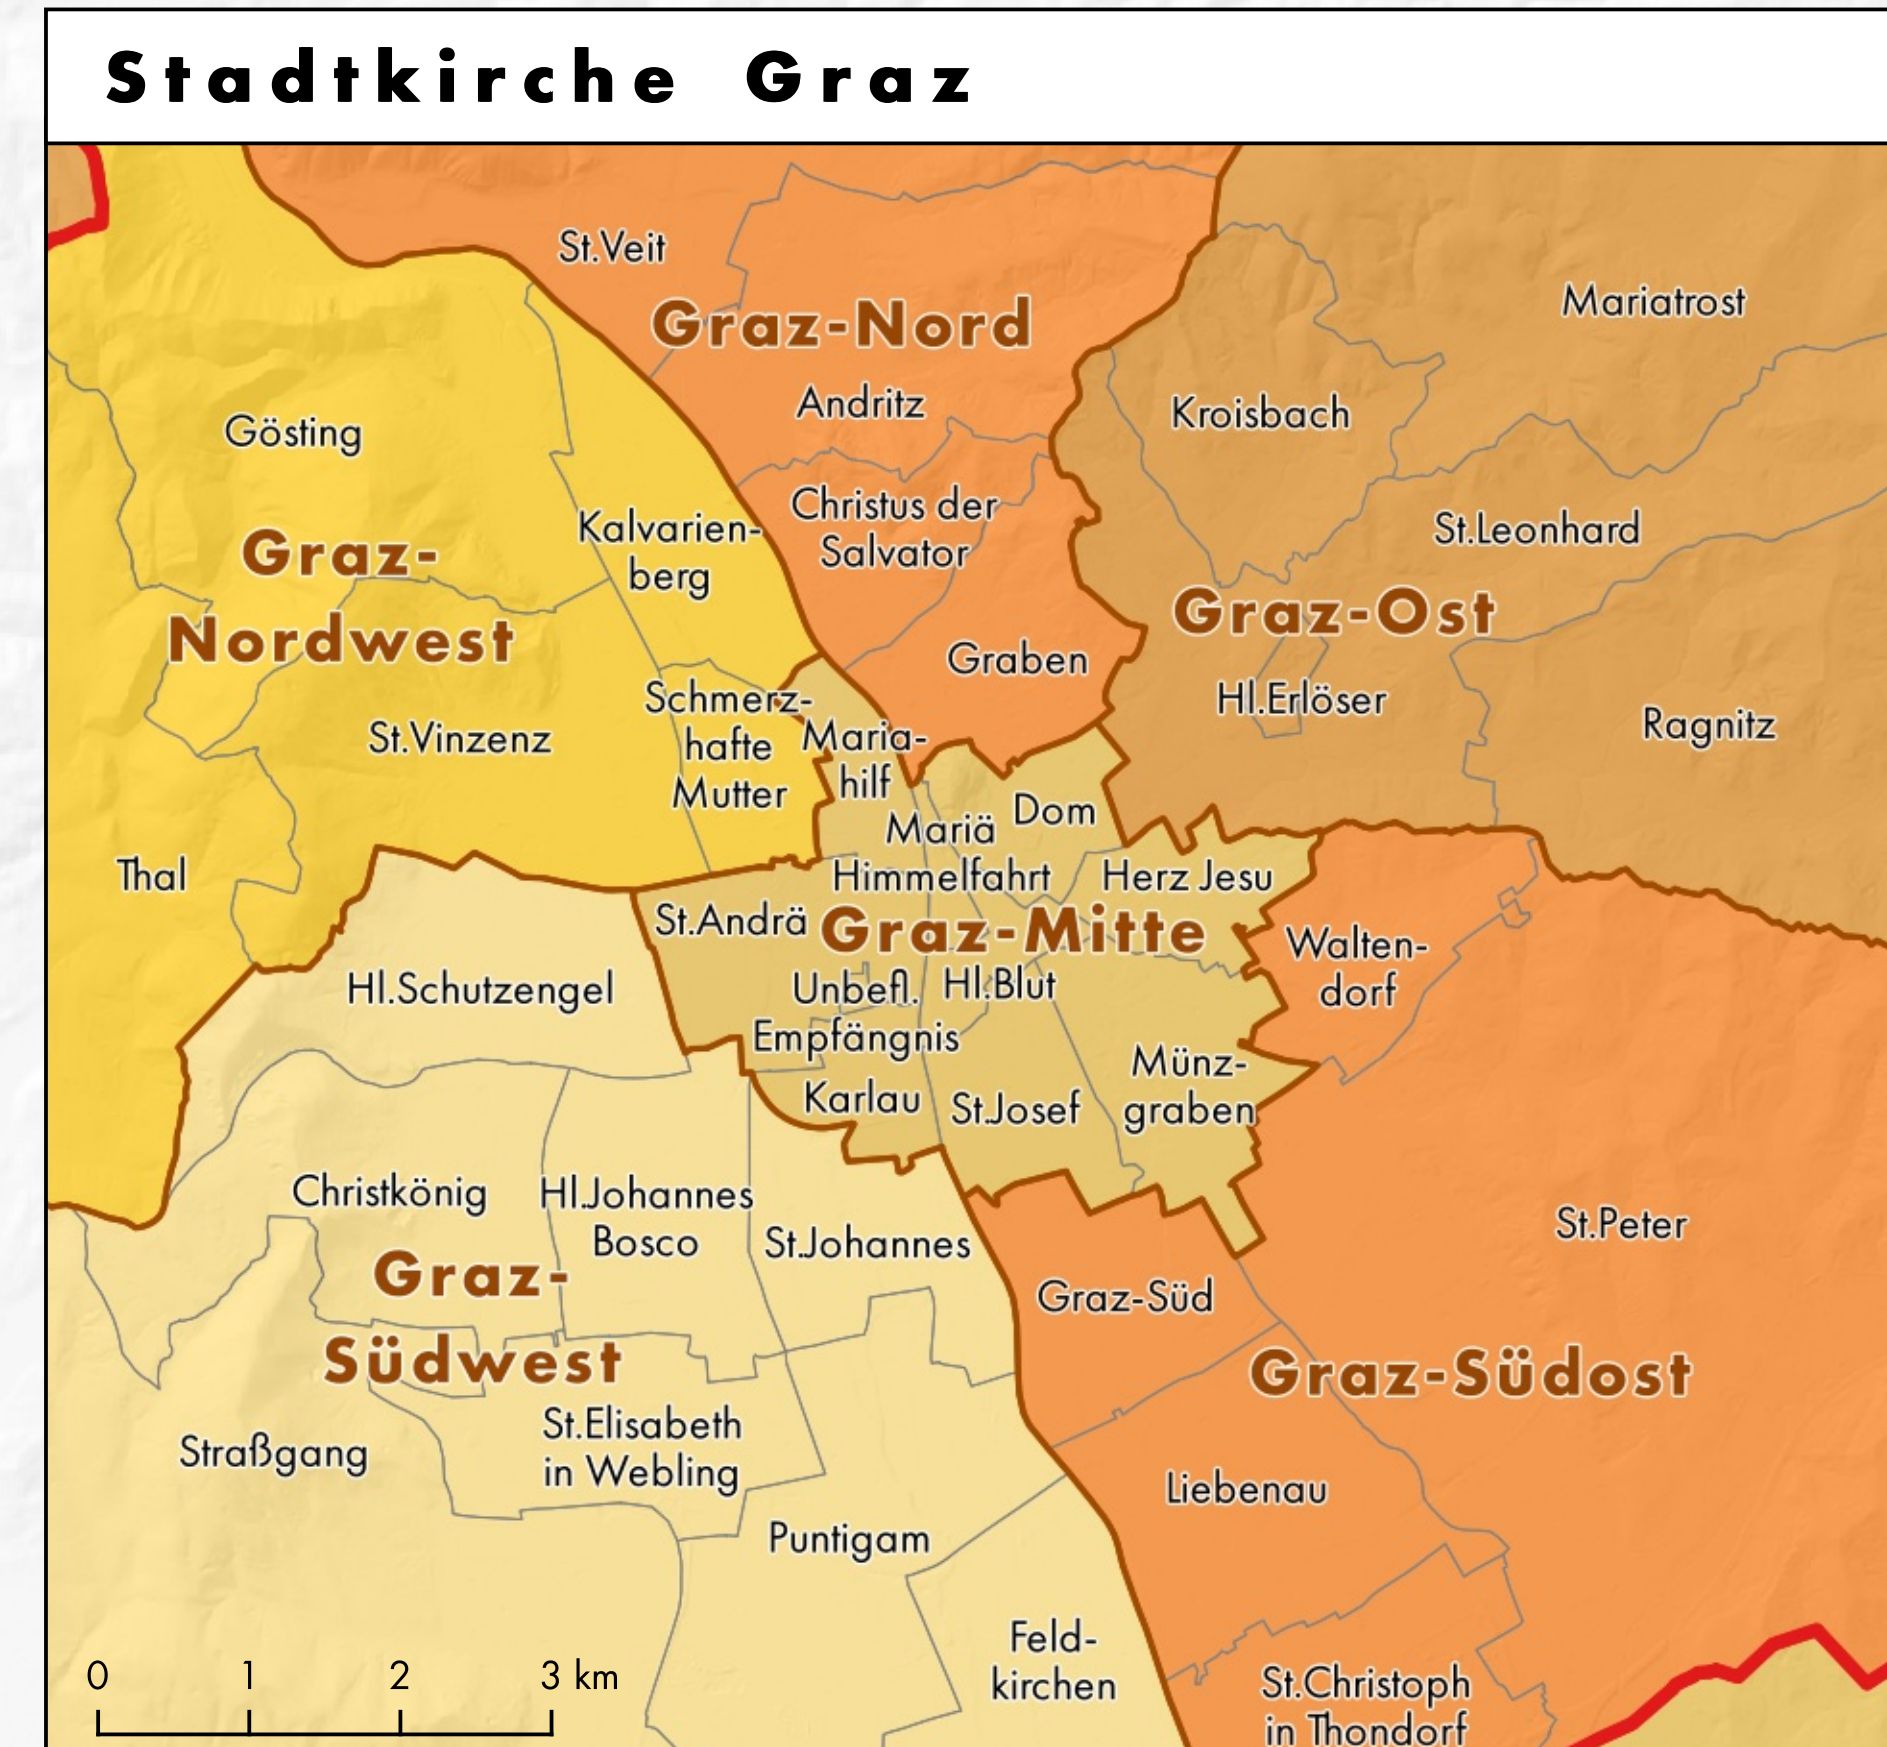 Stadtkirche Graz
St.Veit
Graz-Nord
Mariatrost
Andritz
Kroisbach
Gösting
Christus der
Salvator
Kalvarien-
berg
St.Leonhard
Graz-
Nordwest
Graz-Ost
Graben
Hl.Erlöser
Ragnitz
Schmerz-
hafte
Mutter
Maria-
hilf
St.Vinzenz
Dom
Mariä
Himmelfahrt
Herz Jesu
Thal
St.Andrä
Graz-Mitte
Walten-
dorf
Hl.Schutzengel
Unbefl.
Empfängnis
Hl.Blut
Münz-
graben
Karlau
St.Josef
Christkönig
Hl.Johannes
Bosco
St.Johannes
St.Peter
Graz-
Südwest
Graz-Süd
Graz-Südost
Straßgang
St.Elisabeth
in Webling
Liebenau
Puntigam
Feld-
kirchen
St.Christoph
in Thondorf
0 1 2 3 km